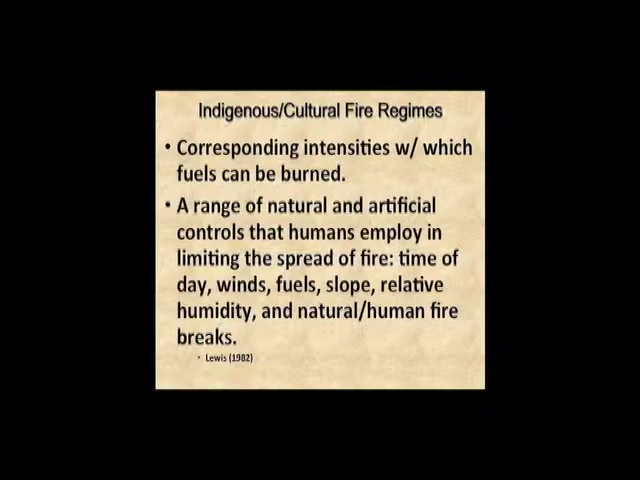 Indigenous/Cultural Fire Regimes
• Corresponding intensities w/ which
fuels can be burned.
• A range of natural and artificial
controls that humans employ in
limiting the spread of fire: time of
day, winds, fuels, slope, relative
humidity, and natural/human fire
breaks.
• Lewis (1982)